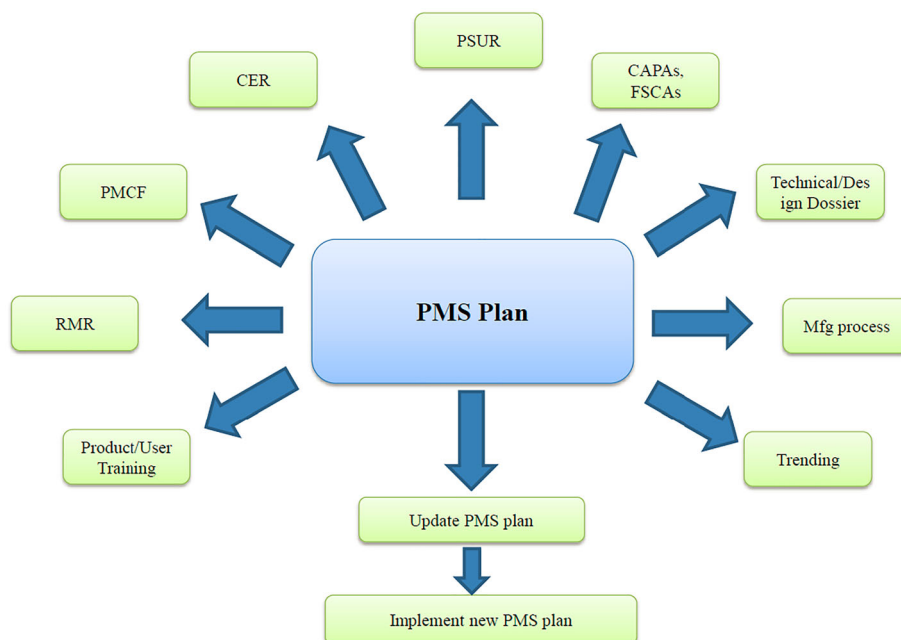 PSUR
CER
CAPAs,
FSCAs
PMCF
Technical/Des
ign Dossier
PMS Plan
RMR
Mfg process
Product/User
Training
Trending
Update PMS plan
Implement new PMS plan